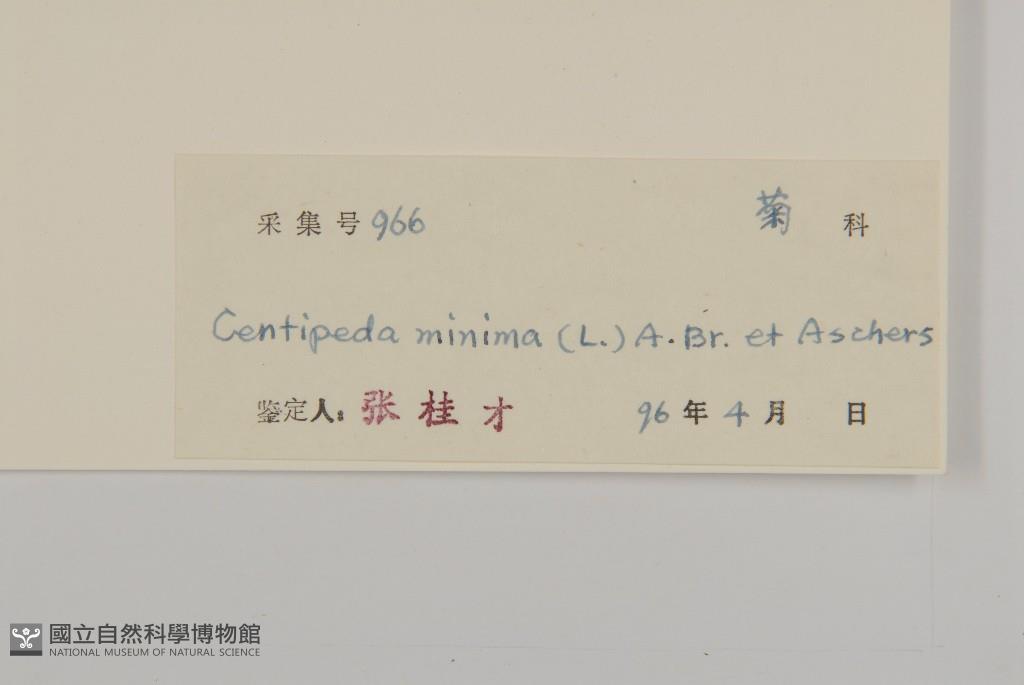 采集号 966 菊 科
Centipeda minima (L.) A. Br. et Aschers
鉴定人: 张桂才 96 年 4 月 日
國立自然科學博物館
NATIONAL MUSEUM OF NATURAL SCIENCE